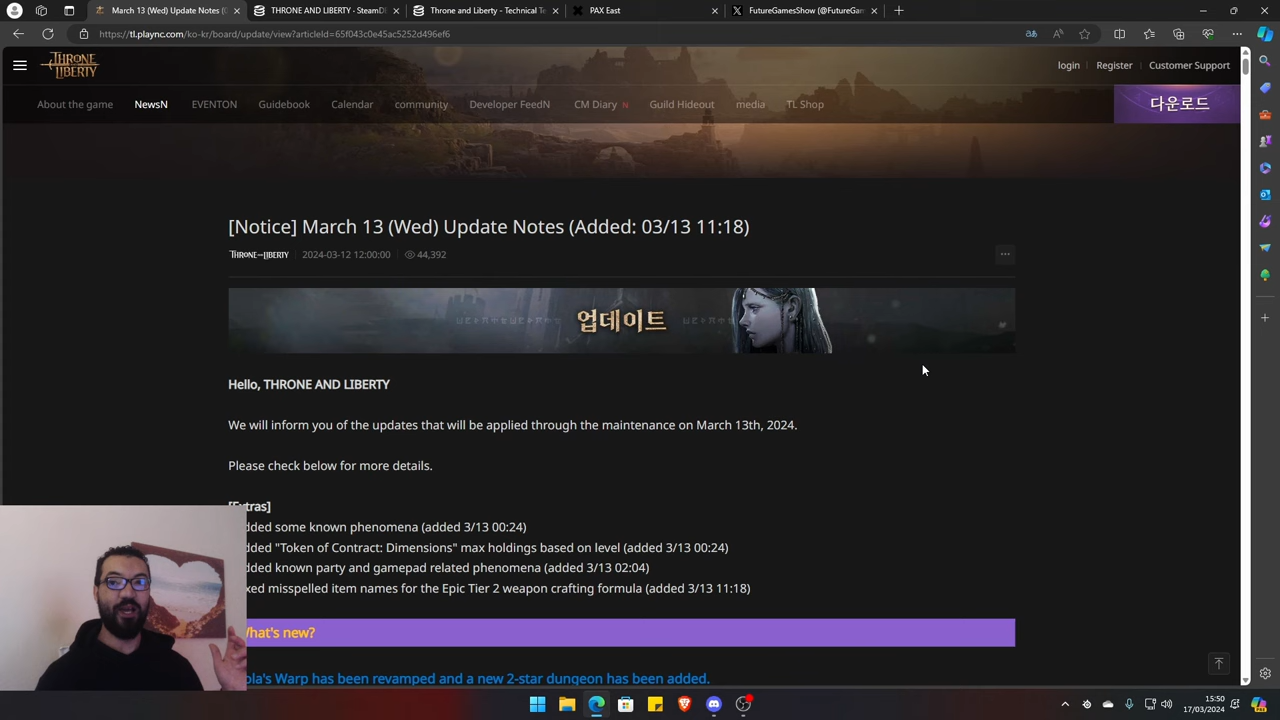 March 13 (Wed) Update Notes (
THRONE AND LIBERTY - SteamD
Throne and Liberty - Technical Te
PAX East
FutureGamesShow (@FutureGam
https://tl.plaync.com/ko-kr/board/update/view?articleId=65f043c0e45ac5252d496ef6
THRONE AND LIBERTY
login
Register
Customer Support
About the game
NewsN
EVENTON
Guidebook
Calendar
community
Developer FeedN
CM Diary N
Guild Hideout
media
TL Shop
다운로드
[Notice] March 13 (Wed) Update Notes (Added: 03/13 11:18)
THRONE AND LIBERTY
2024-03-12 12:00:00
44,392
업데이트
Hello, THRONE AND LIBERTY
We will inform you of the updates that will be applied through the maintenance on March 13th, 2024.
Please check below for more details.
[Extras]
dded some known phenomena (added 3/13 00:24)
dded "Token of Contract: Dimensions" max holdings based on level (added 3/13 00:24)
dded known party and gamepad related phenomena (added 3/13 02:04)
xed misspelled item names for the Epic Tier 2 weapon crafting formula (added 3/13 11:18)
What's new?
ola's Warp has been revamped and a new 2-star dungeon has been added.
15:50
17/03/2024